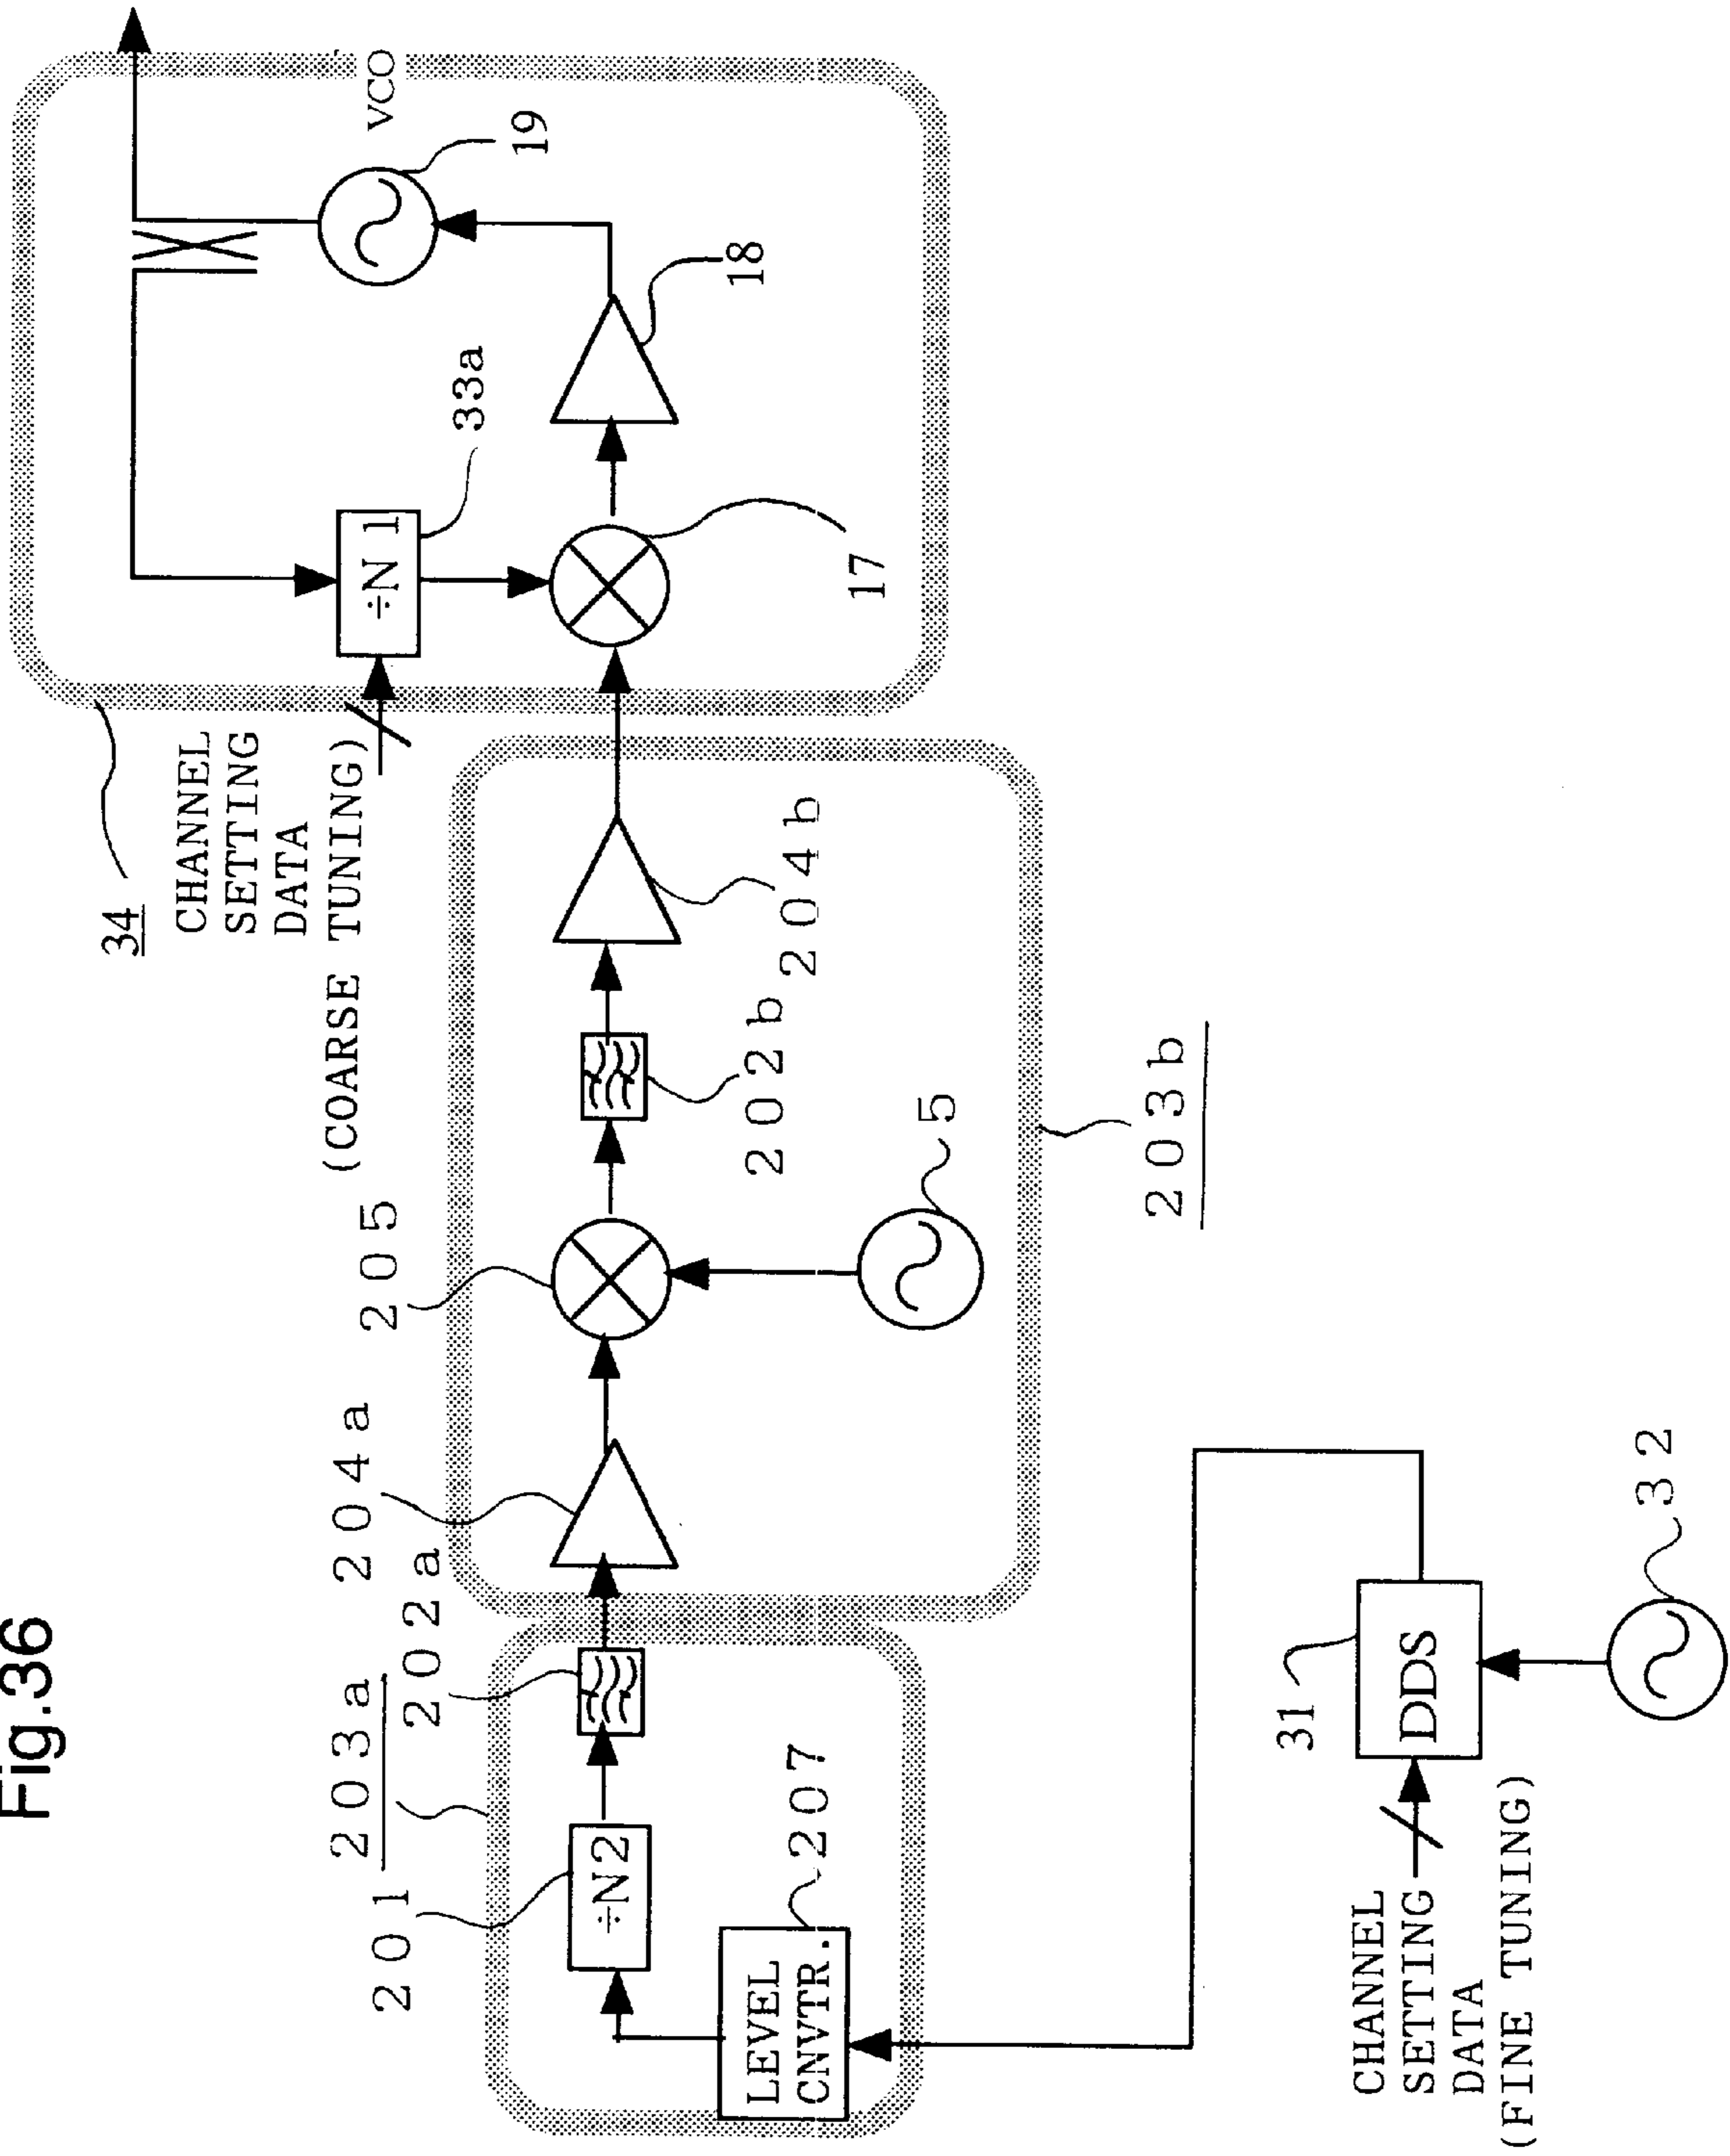 Fig.36
34
CHANNEL
SETTING
DATA
(COARSE TUNING)
÷N 1
33a
VCO
19
18
17
203a
201
÷N2
202a
204a
205
202b
204b
5
203b
LEVEL
CNVTR.
207
31
DDS
32
CHANNEL
SETTING
DATA
(FINE TUNING)